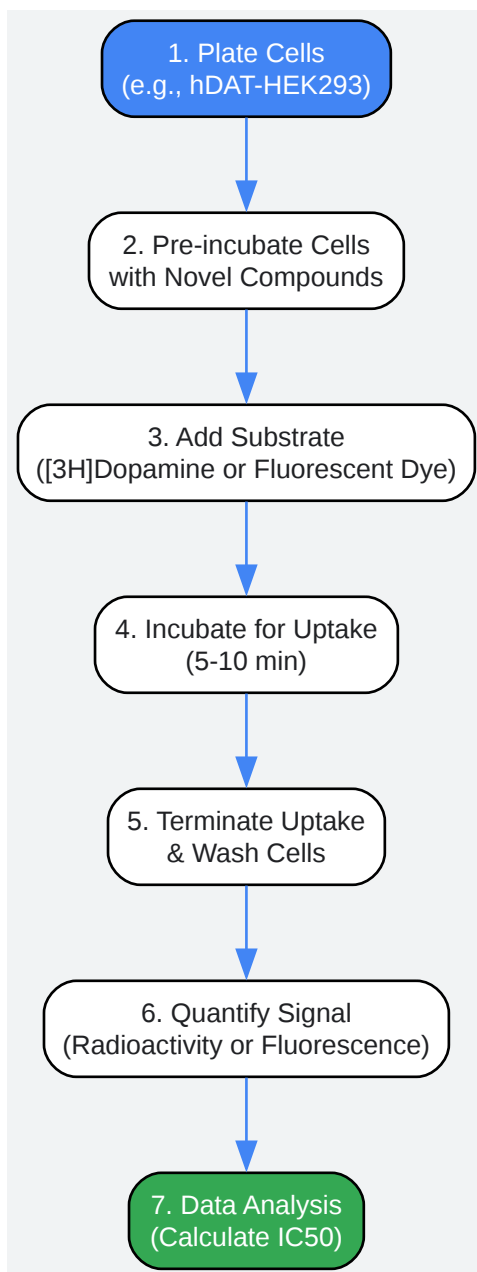 1. Plate Cells
(e.g., hDAT-HEK293)
2. Pre-incubate Cells
with Novel Compounds
3. Add Substrate
([3H]Dopamine or Fluorescent Dye)
4. Incubate for Uptake
(5-10 min)
5. Terminate Uptake
& Wash Cells
6. Quantify Signal
(Radioactivity or Fluorescence)
7. Data Analysis
(Calculate IC50)